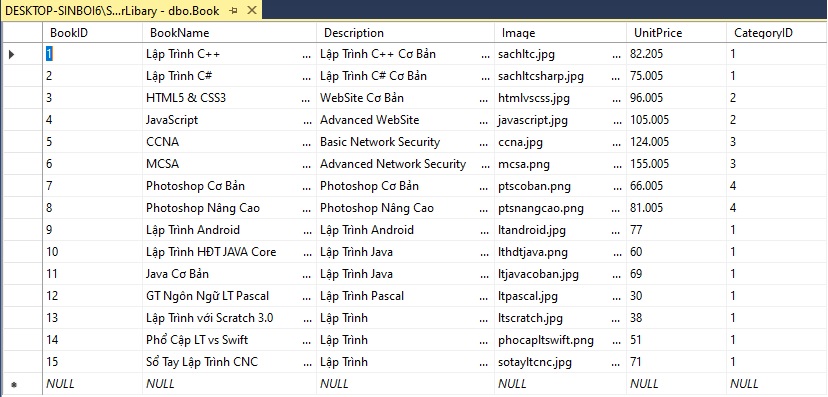 DESKTOP-SINBOI6\S...rLibary - dbo.Book
BookID BookName Description Image UnitPrice CategoryID
1 Lập Trình C++ ... Lập Trình C++ Cơ Bản ... sachltc.jpg ... 82.205 1
2 Lập Trình C# ... Lập Trình C# Cơ Bản ... sachltcsharp.jpg ... 75.005 1
3 HTML5 & CSS3 ... WebSite Cơ Bản ... htmlvscss.jpg ... 96.005 2
4 JavaScript ... Advanced WebSite ... javascript.jpg ... 105.002 2
5 CCNA ... Basic Network Security ... ccna.jpg ... 124.005 3
6 MCSA ... Advanced Network Security ... mcsa.png ... 155.005 3
7 Photoshop Cơ Bản ... Photoshop Cơ Bản ... ptscoban.png ... 66.005 4
8 Photoshop Nâng Cao ... Photoshop Nâng Cao ... ptsnangcao.png ... 81.005 4
9 Lập Trình Android ... Lập Trình Android ... ltandroid.jpg ... 77 1
10 Lập Trình HĐT JAVA Core ... Lập Trình Java ... lthdtjava.png ... 60 1
11 Java Cơ Bản ... Lập Trình Java ... ltjavacoban.jpg ... 69 1
12 GT Ngôn Ngữ LT Pascal ... Lập Trình Pascal ... ltpascal.jpg ... 30 1
13 Lập Trình với Scratch 3.0 ... Lập Trình ... ltscratch.jpg ... 38 1
14 Phổ Cập LT vs Swift ... Lập Trình ... phocapltswift.png ... 51 1
15 Sổ Tay Lập Trình CNC ... Lập Trình ... sotayltcnc.jpg ... 71 1
NULL NULL NULL NULL NULL NULL